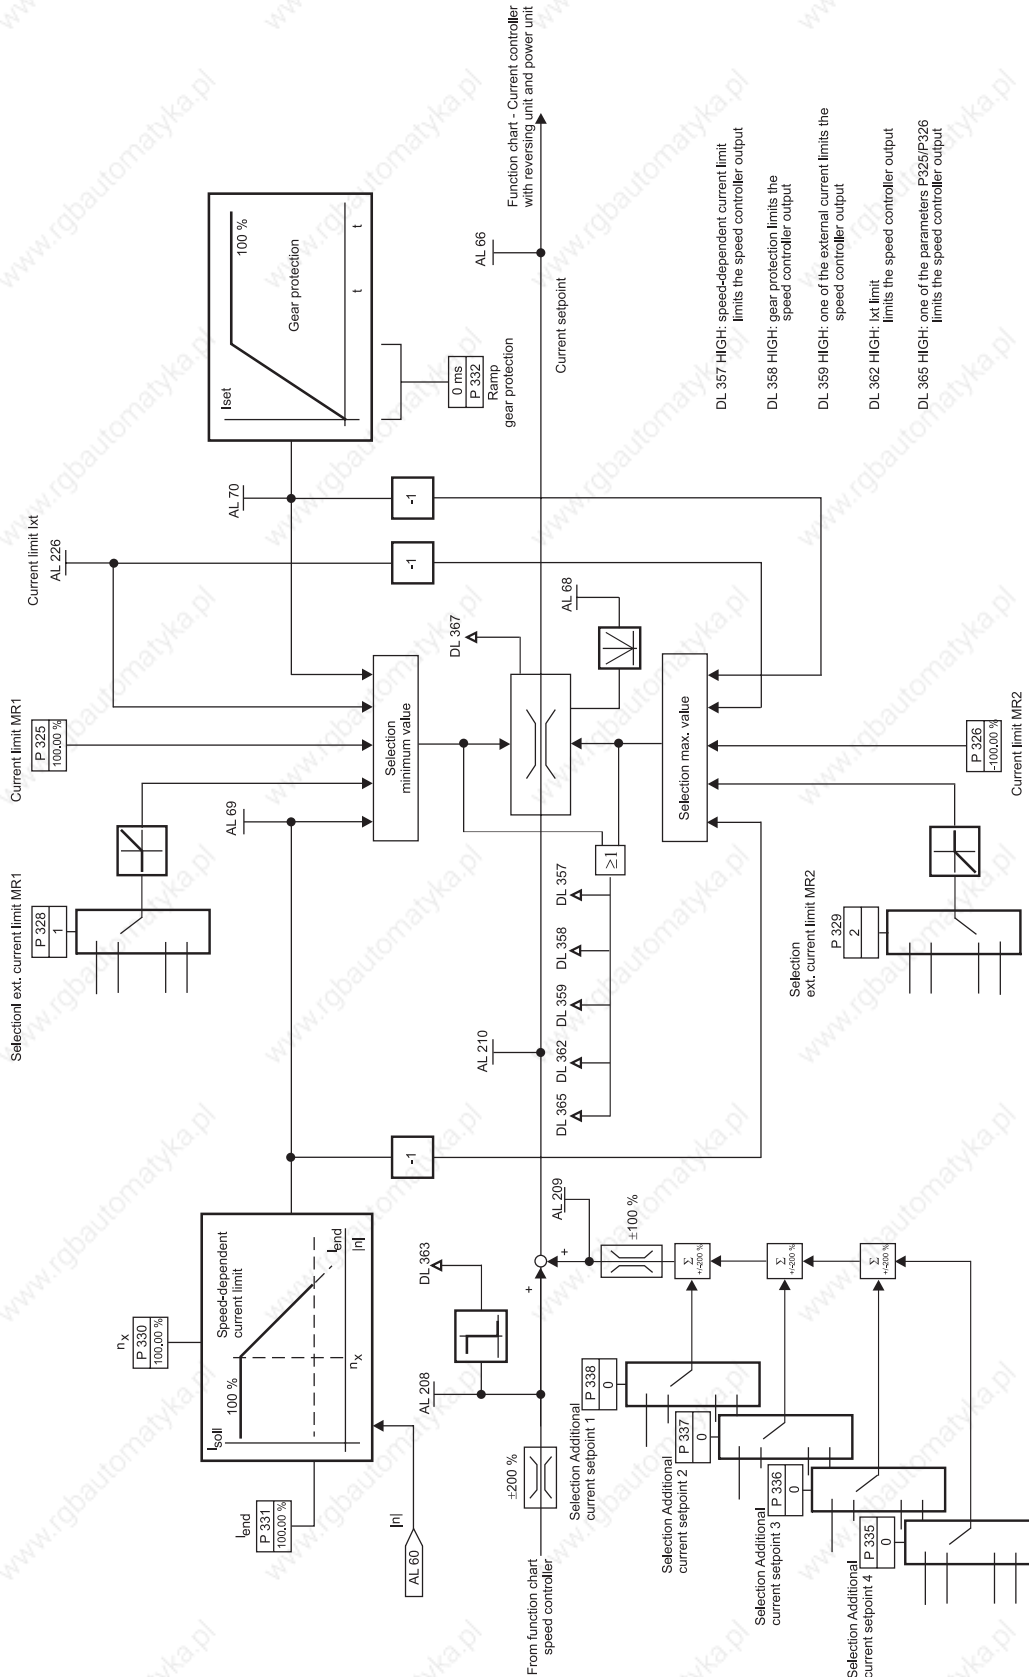 Selectionl ext. current limit MR1
P 328
1
Current limit MR1
P 325
100.00 %
Current limit Ixt
AL 226
n x
P 330
100.00 %
Iend
P 331
100.00 %
Isoll
100 %
Speed-dependent
current limit
nx
Iend
|n|
|n|
AL 60
AL 69
AL 70
-1
-1
-1
Iset
100 %
Gear protection
t
t
0 ms
P 332
Ramp
gear protection
Selection
minimum value
DL 367
AL 68
Selection max. value
≥1
DL 357
DL 358
DL 359
DL 362
DL 365
AL 210
AL 66
Current setpoint
Function chart - Current controller
with reversing unit and power unit
From function chart
speed controller
±200 %
AL 208
DL 363
+
+
AL 209
±100 %
Σ
+/-200 %
Σ
+/-200 %
Σ
+/-200 %
Selection Additional
current setpoint 1
P 338
0
Selection Additional
current setpoint 2
P 337
0
Selection Additional
current setpoint 3
P 336
0
Selection Additional
current setpoint 4
P 335
0
Selection
ext. current limit MR2
P 329
2
P 326
-100.00 %
Current limit MR2
DL 357 HIGH: speed-dependent current limit
limits the speed controller output
DL 358 HIGH: gear protection limits the
speed controller output
DL 359 HIGH: one of the external current limits the
speed controller output
DL 362 HIGH: Ixt limit
limits the speed controller output
DL 365 HIGH: one of the parameters P325/P326
limits the speed controller output
www.rgbautomatyka.pl